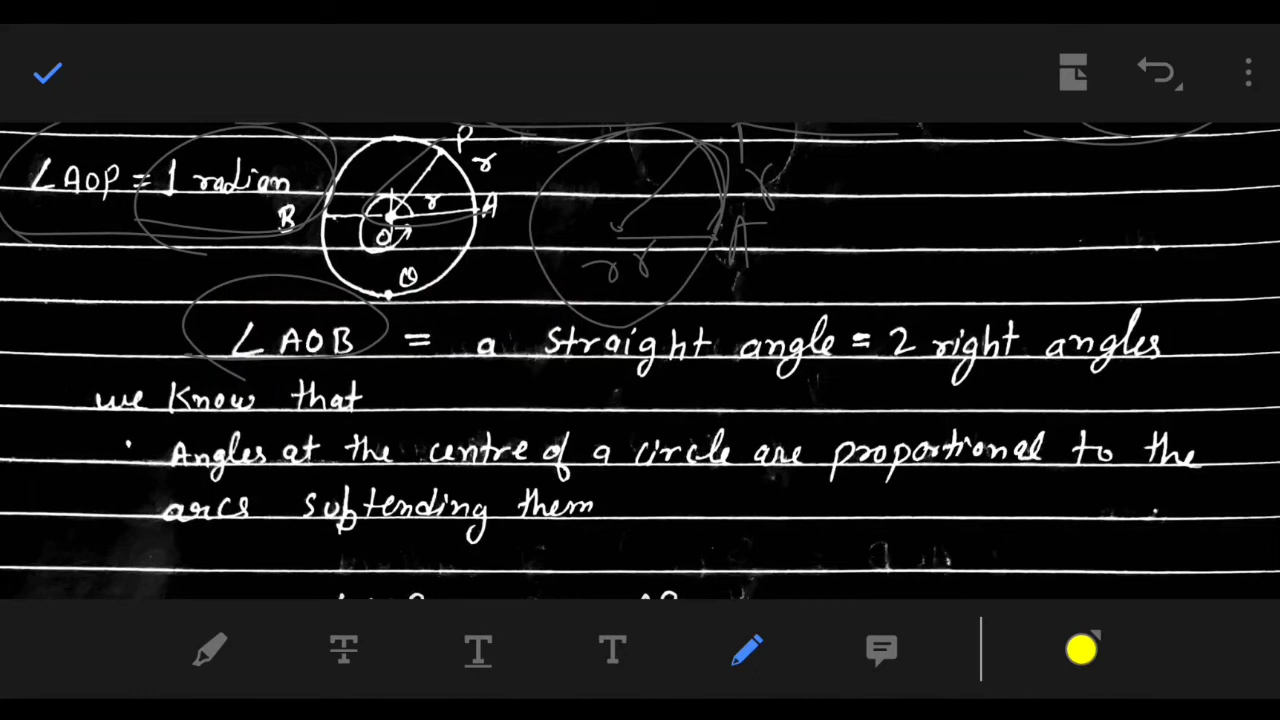 ∠AOP = 1 radian
P
r
r
A
B
O
Q
r
A
r r
∠AOB = a straight angle = 2 right angles
we know that
Angles at the centre of a circle are proportional to the
arcs subtending them